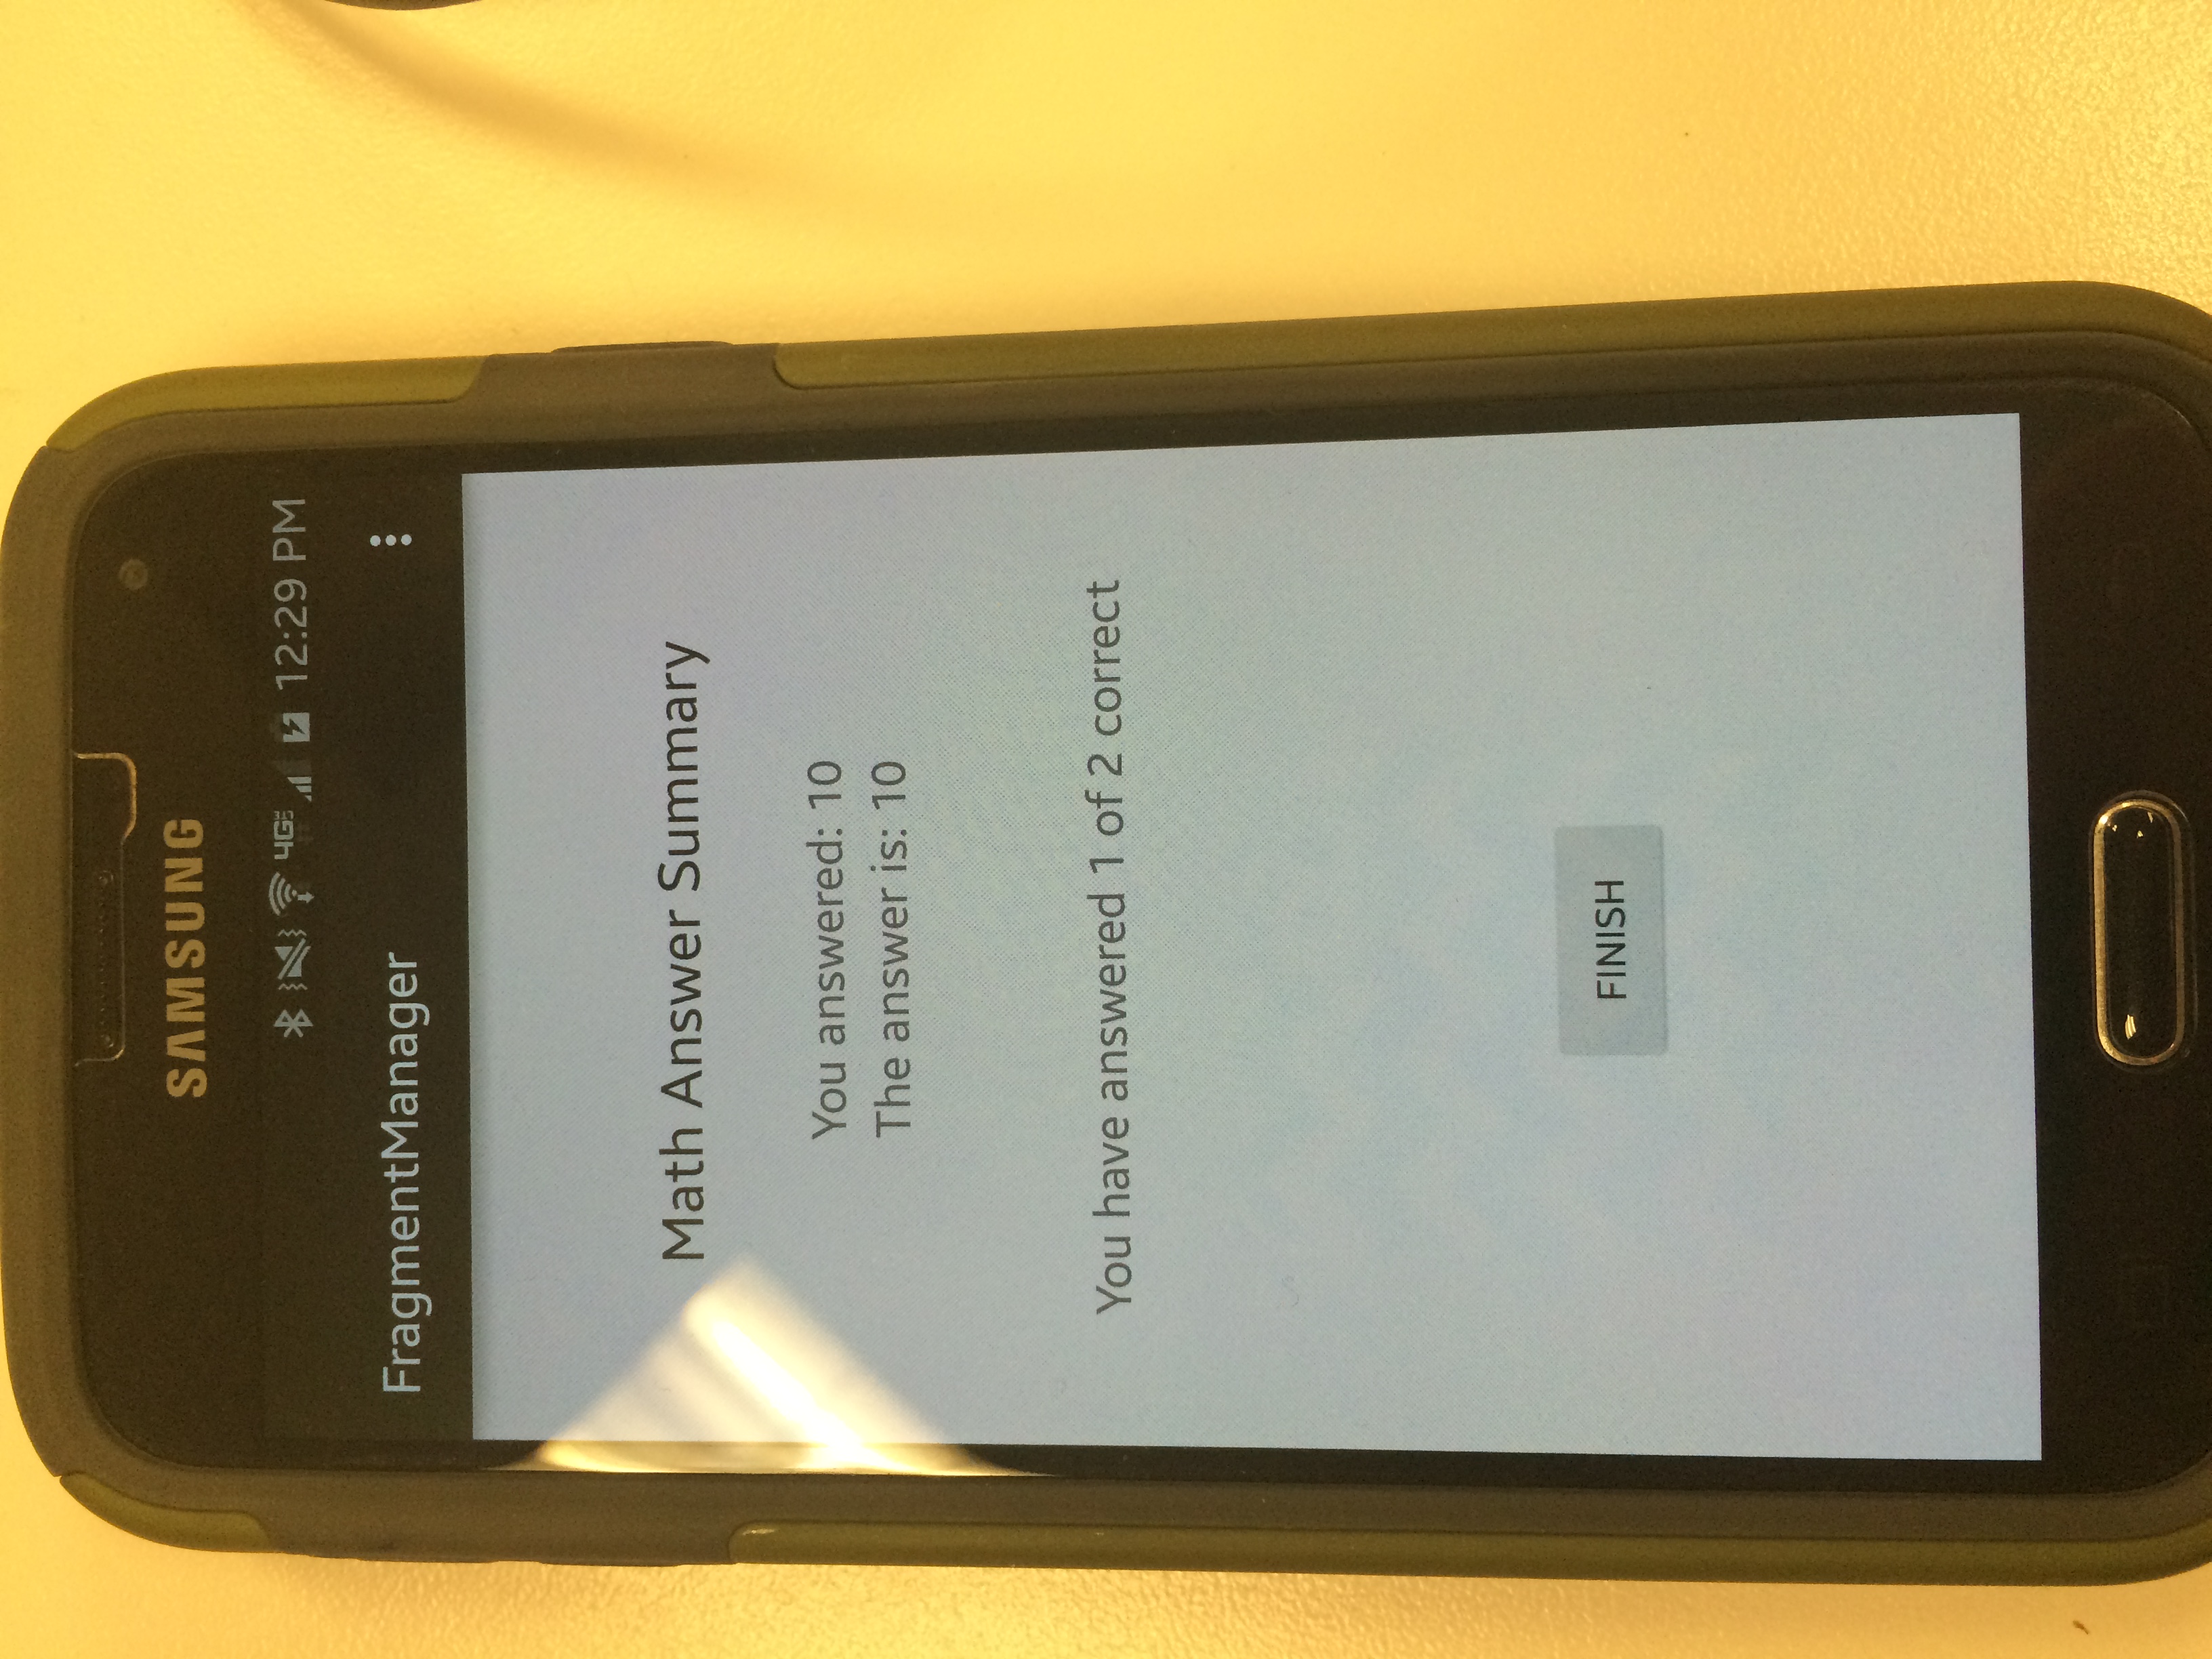 SAMSUNG
4G 12:29 PM
FragmentManager
Math Answer Summary
You answered: 10
The answer is: 10
You have answered 1 of 2 correct
FINISH